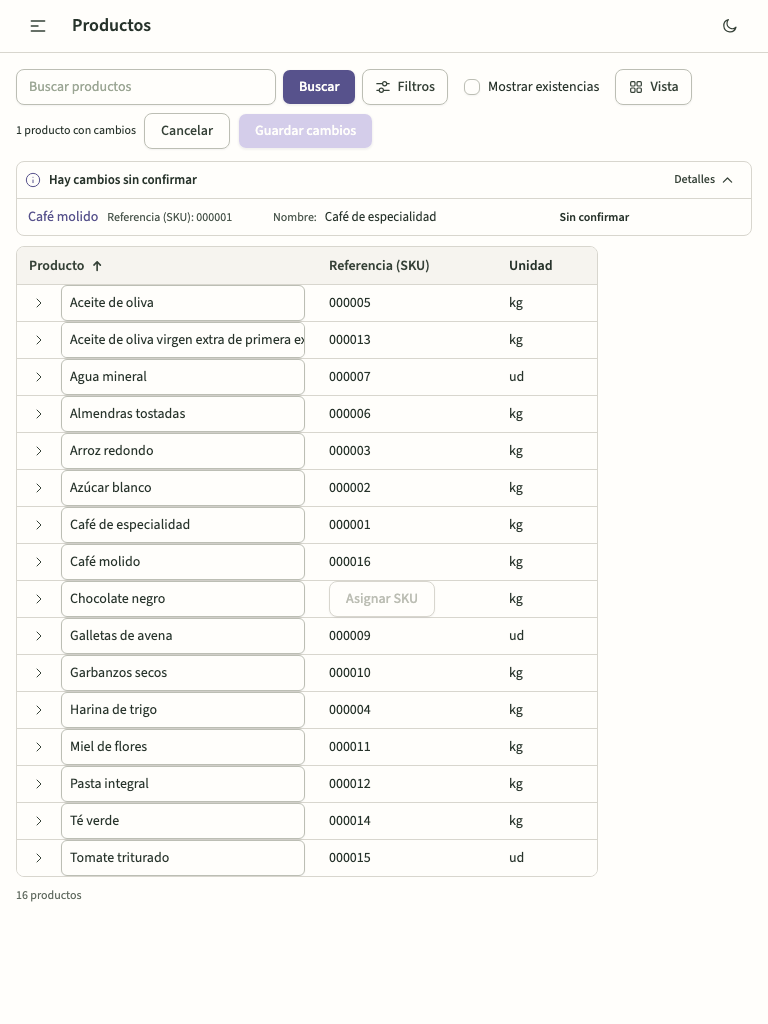 Productos
Buscar productos
Buscar
Filtros
Mostrar existencias
Vista
1 producto con cambios
Cancelar
Guardar cambios
Hay cambios sin confirmar
Detalles
Café molido Referencia (SKU): 000001 Nombre: Café de especialidad Sin confirmar
Producto Referencia (SKU) Unidad
Aceite de oliva 000005 kg
Aceite de oliva virgen extra de primera ex 000013 kg
Agua mineral 000007 ud
Almendras tostadas 000006 kg
Arroz redondo 000003 kg
Azúcar blanco 000002 kg
Café de especialidad 000001 kg
Café molido 000016 kg
Chocolate negro Asignar SKU kg
Galletas de avena 000009 ud
Garbanzos secos 000010 kg
Harina de trigo 000004 kg
Miel de flores 000011 kg
Pasta integral 000012 kg
Té verde 000014 kg
Tomate triturado 000015 ud
16 productos